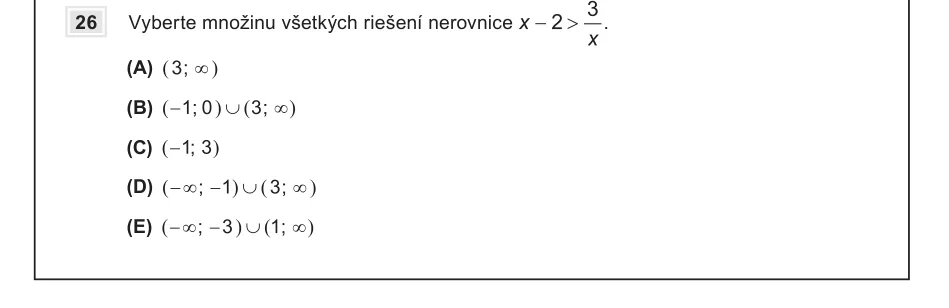 26 Vyberte množinu všetkých riešení nerovnice x – 2 > 3/x.
(A) (3; ∞)
(B) (–1; 0) ∪ (3; ∞)
(C) (–1; 3)
(D) (–∞; –1) ∪ (3; ∞)
(E) (–∞; –3) ∪ (1; ∞)